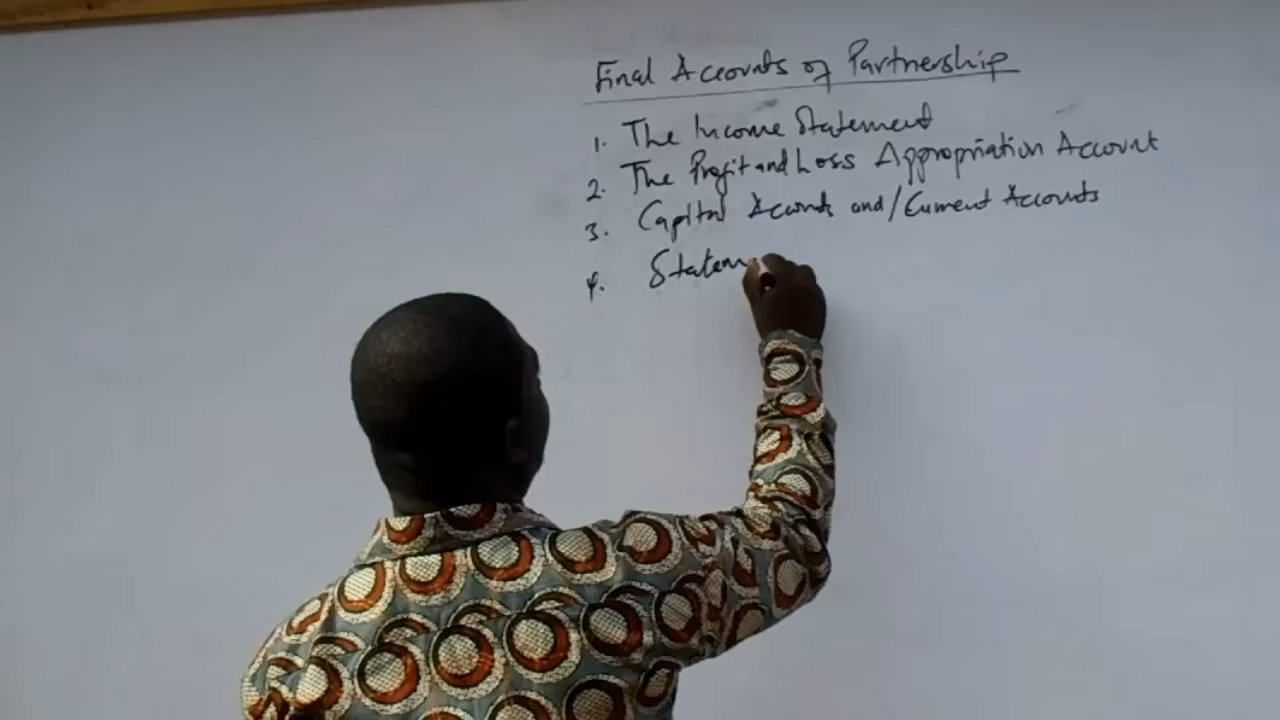 Final Accounts of Partnership
1. The Income Statement
2. The Profit and Loss Appropriation Account
3. Capital Accounts and/Current Accounts
4. Statem